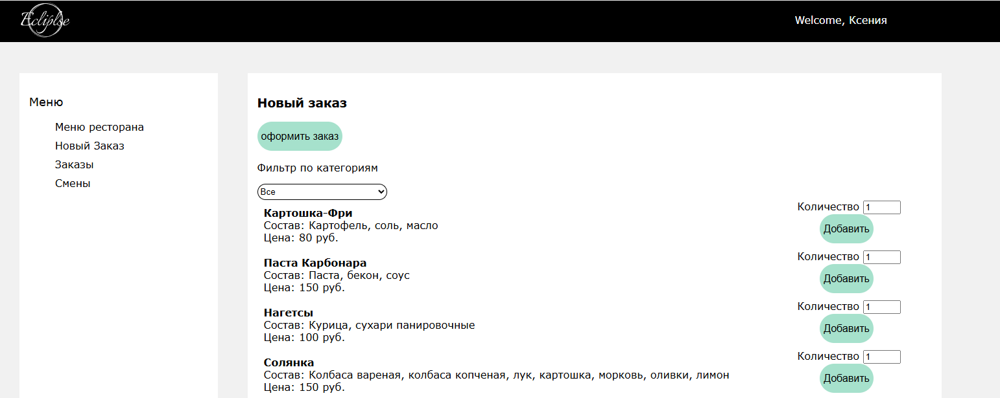 Ecliplse
Welcome, Ксения
Меню
Меню ресторана
Новый Заказ
Заказы
Смены
Новый заказ
оформить заказ
Фильтр по категориям
Все
Картошка-Фри
Состав: Картофель, соль, масло
Цена: 80 руб.
Количество 1
Добавить
Паста Карбонара
Состав: Паста, бекон, соус
Цена: 150 руб.
Количество 1
Добавить
Нагетсы
Состав: Курица, сухари панировочные
Цена: 100 руб.
Количество 1
Добавить
Солянка
Состав: Колбаса вареная, колбаса копченая, лук, картошка, морковь, оливки, лимон
Цена: 150 руб.
Количество 1
Добавить